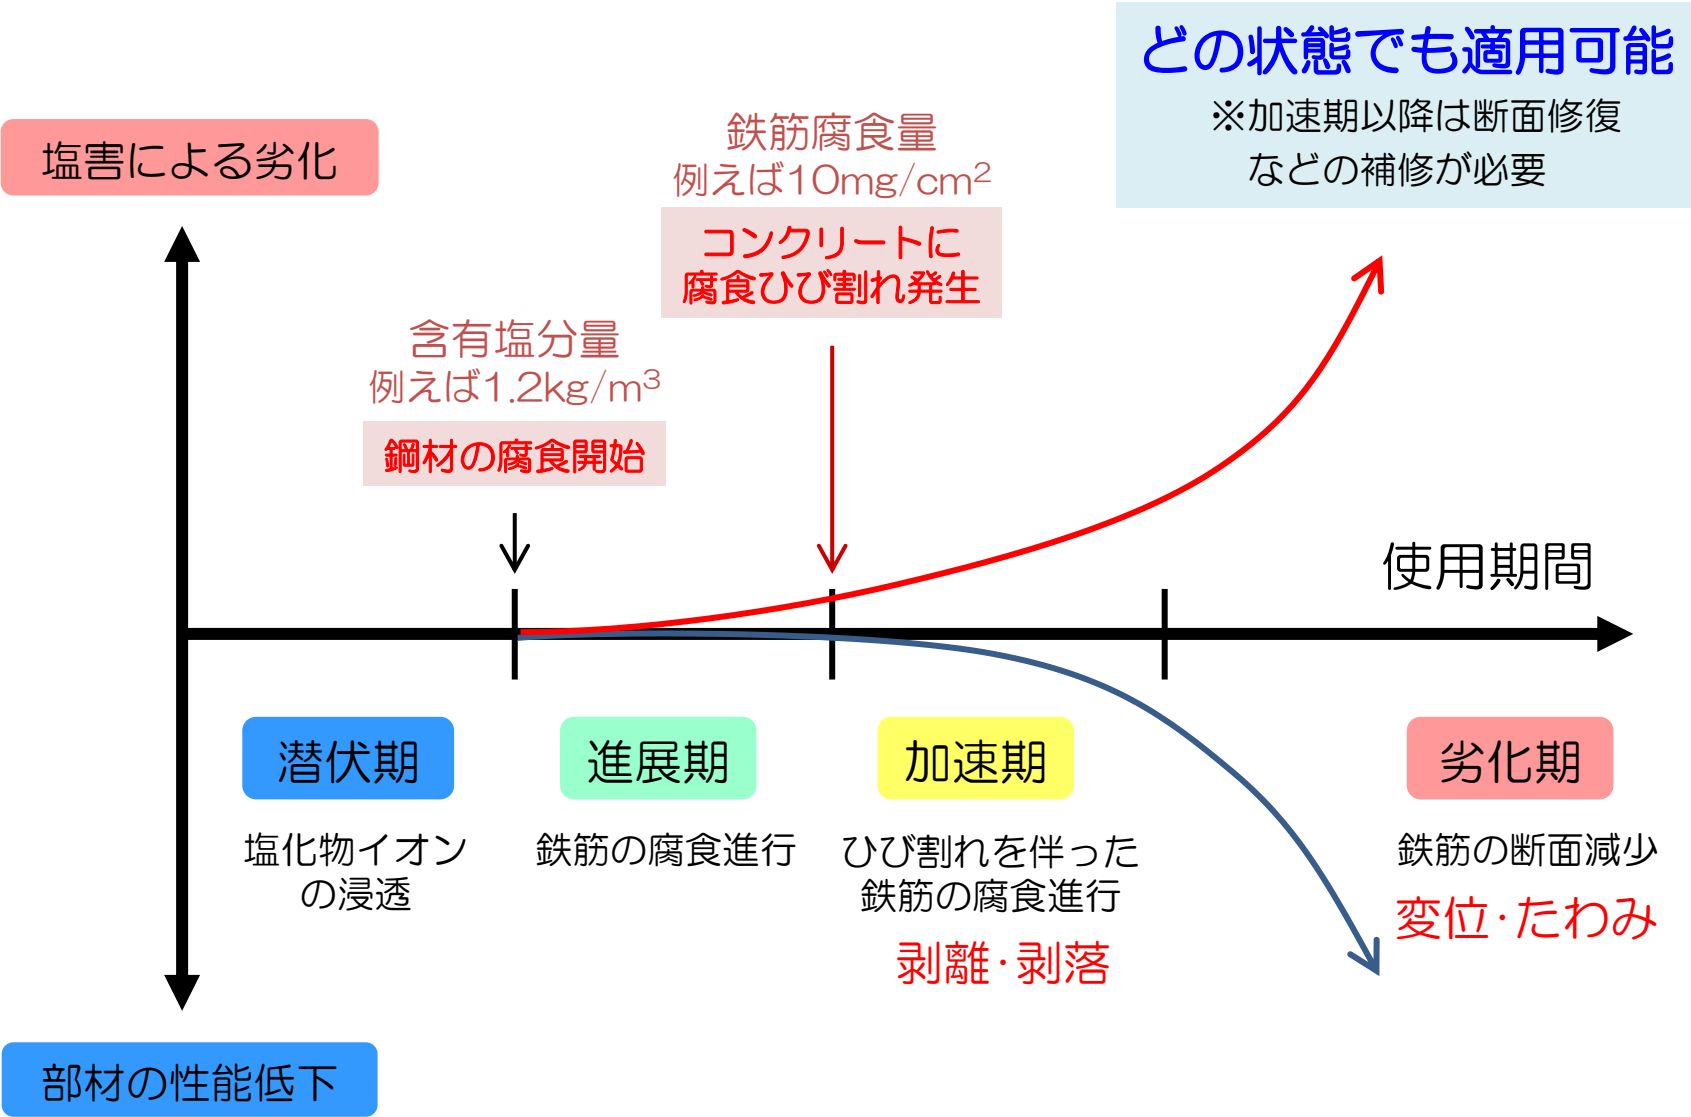 どの状態でも適用可能
※加速期以降は断面修復
などの補修が必要
塩害による劣化
鉄筋腐食量
例えば10mg/cm²
コンクリートに
腐食ひび割れ発生
含有塩分量
例えば1.2kg/m³
鋼材の腐食開始
使用期間
潜伏期
塩化物イオン
の浸透
進展期
鉄筋の腐食進行
加速期
ひび割れを伴った
鉄筋の腐食進行
剥離・剥落
劣化期
鉄筋の断面減少
変位・たわみ
部材の性能低下